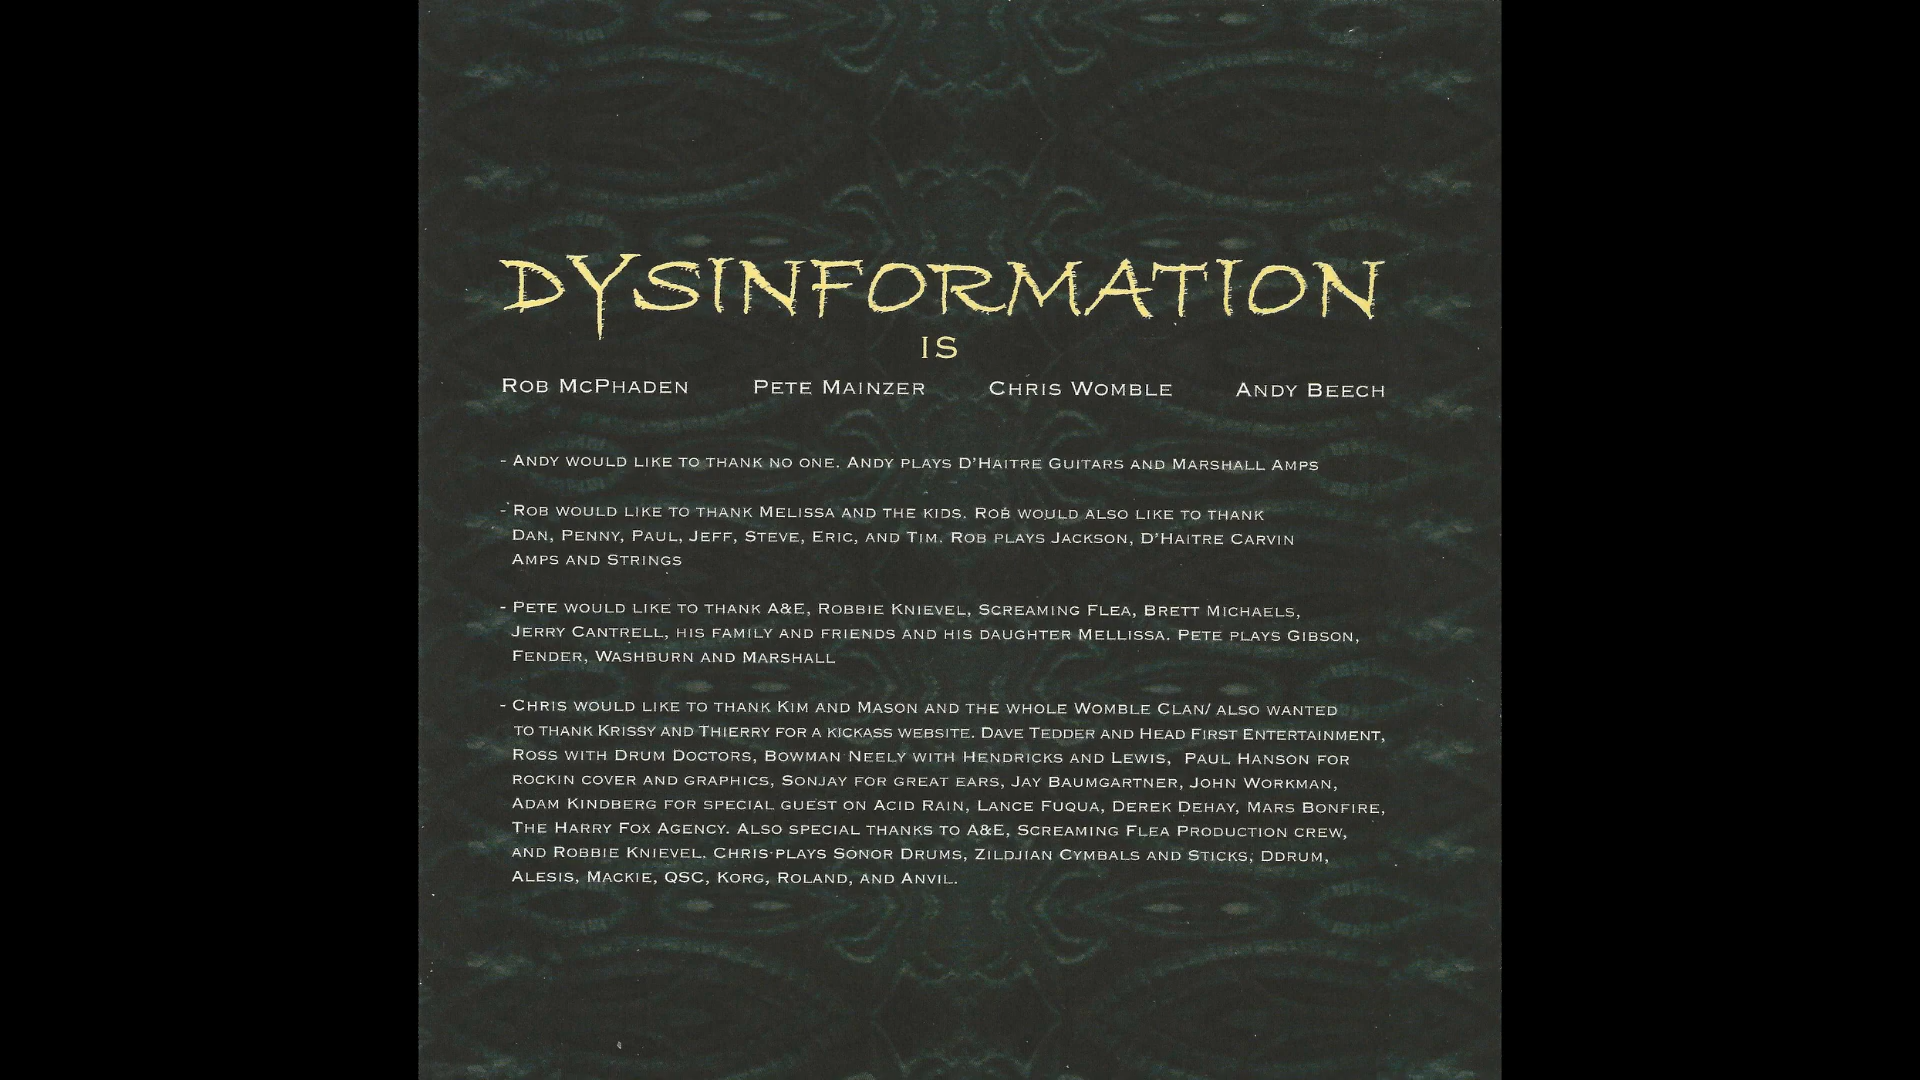 DYSINFORMATION
IS
ROB MCPHADEN PETE MAINZER CHRIS WOMBLE ANDY BEECH
- ANDY WOULD LIKE TO THANK NO ONE. ANDY PLAYS D'HAITRE GUITARS AND MARSHALL AMPS
- ROB WOULD LIKE TO THANK MELISSA AND THE KIDS. ROB WOULD ALSO LIKE TO THANK
DAN, PENNY, PAUL, JEFF, STEVE, ERIC, AND TIM. ROB PLAYS JACKSON, D'HAITRE CARVIN
AMPS AND STRINGS
- PETE WOULD LIKE TO THANK A&E, ROBBIE KNIEVEL, SCREAMING FLEA, BRETT MICHAELS,
JERRY CANTRELL, HIS FAMILY AND FRIENDS AND HIS DAUGHTER MELLISSA. PETE PLAYS GIBSON,
FENDER, WASHBURN AND MARSHALL
- CHRIS WOULD LIKE TO THANK KIM AND MASON AND THE WHOLE WOMBLE CLAN/ ALSO WANTED
TO THANK KRISSY AND THIERRY FOR A KICKASS WEBSITE. DAVE TEDDER AND HEAD FIRST ENTERTAINMENT,
ROSS WITH DRUM DOCTORS, BOWMAN NEELY WITH HENDRICKS AND LEWIS, PAUL HANSON FOR
ROCKIN COVER AND GRAPHICS, SONJAY FOR GREAT EARS, JAY BAUMGARTNER, JOHN WORKMAN,
ADAM KINDBERG FOR SPECIAL GUEST ON ACID RAIN, LANCE FUQUA, DEREK DEHAY, MARS BONFIRE,
THE HARRY FOX AGENCY. ALSO SPECIAL THANKS TO A&E, SCREAMING FLEA PRODUCTION CREW,
AND ROBBIE KNIEVEL. CHRIS PLAYS SONOR DRUMS, ZILDJIAN CYMBALS AND STICKS, DDRUM,
ALESIS, MACKIE, QSC, KORG, ROLAND, AND ANVIL.